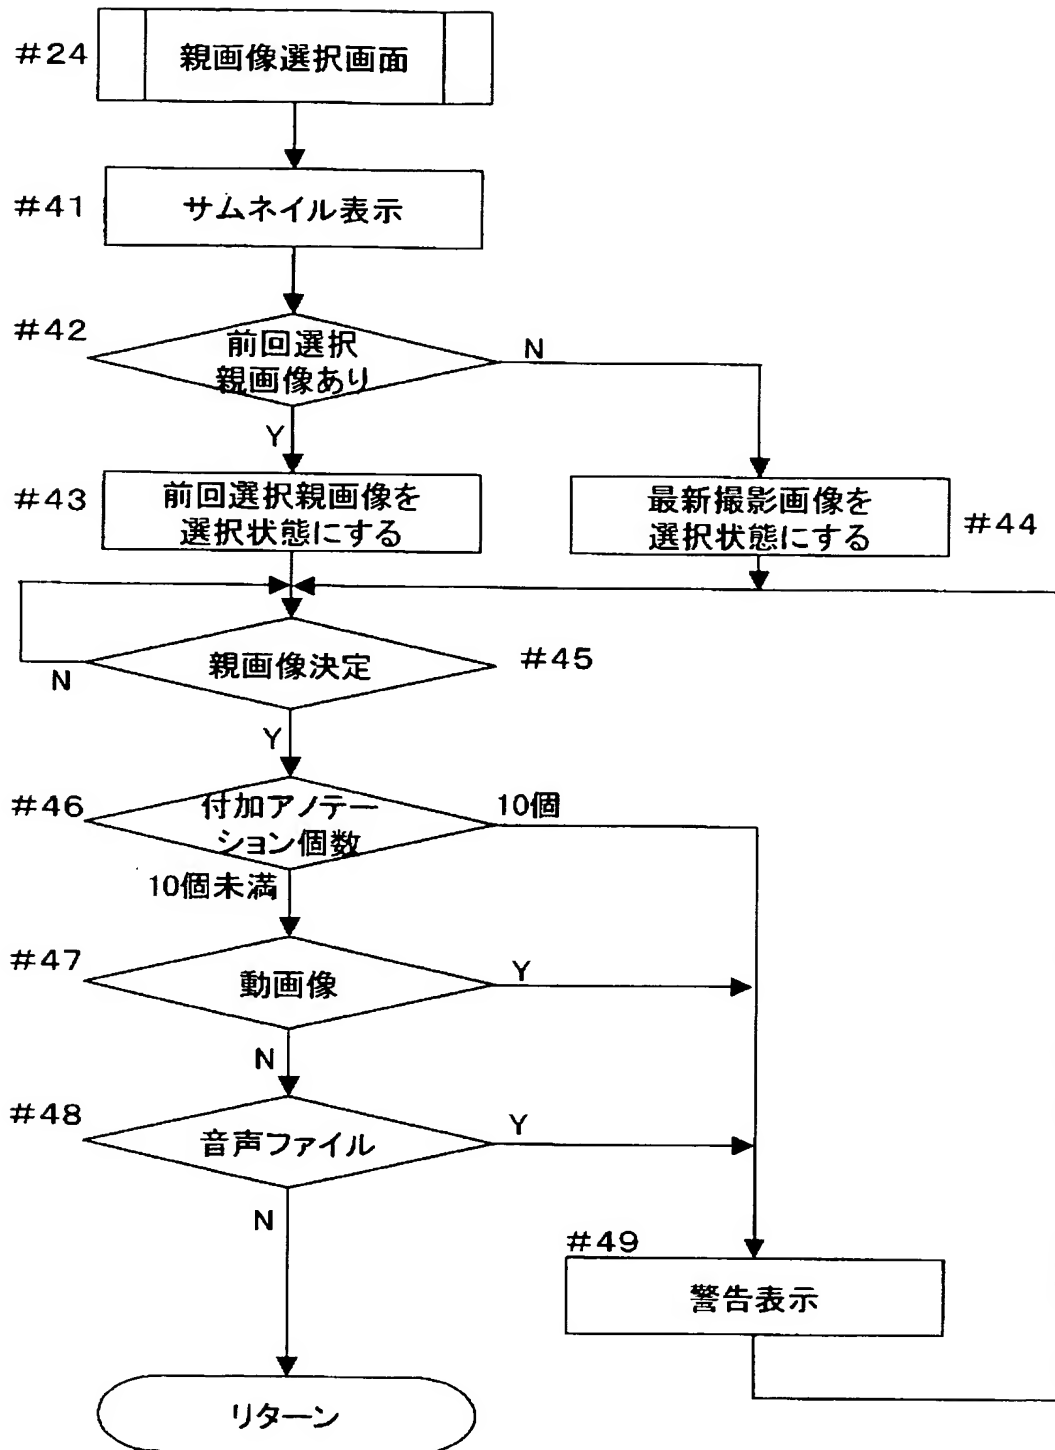 #24
親画像選択画面
#41
サムネイル表示
#42
前回選択
親画像あり
N
Y
#43
前回選択親画像を
選択状態にする
最新撮影画像を
選択状態にする
#44
親画像決定
#45
N
Y
#46
付加アノテー
ション個数
10個
10個未満
#47
動画像
Y
N
#48
音声ファイル
Y
N
#49
警告表示
リターン